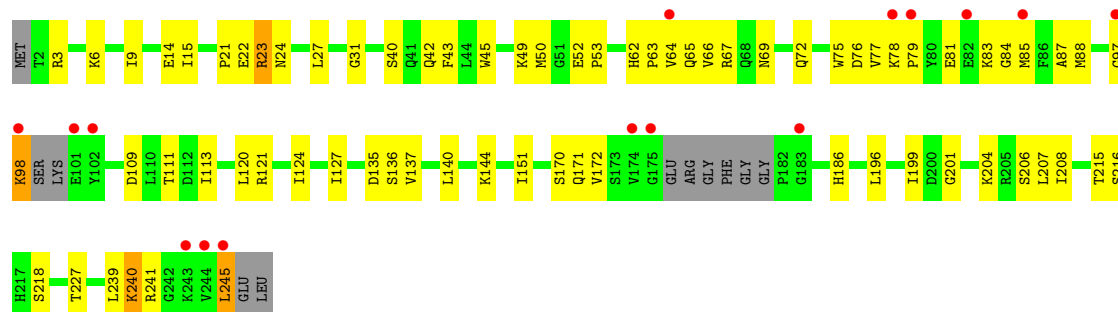 MET T2 R3 K6 I9 E14 I15 P21 E22 R23 N24 L27 G31 S40 Q41 Q42 F43 L44 W45 K49 M50 G51 E52 P53 H62 P63 V64 Q65 V66 R67 Q68 N69 Q72 W75 D76 V77 K78 P79 Y80 E81 E82 K83 G84 M85 F86 A87 M88
K98 SER LYS E101 Y102 D109 L110 T111 D112 I113 L120 R121 I124 I127 D135 S136 V137 L140 K144 I151 S170 Q171 V172 S173 V174 G175 GLU ARG GLY PHE GLY GLY P182 G183 H186 L196 I199 D200 G201 K204 R205 S206 L207 I208 T215 S216
H217 S218 T227 L239 K240 R241 G242 K243 V244 L245 GLU LEU